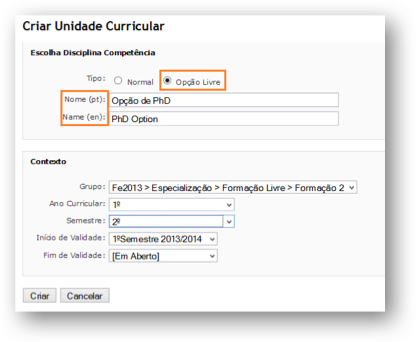 Criar Unidade Curricular
Escolha Disciplina Competência
Tipo: Normal Opção Livre
Nome (pt): Opção de PhD
Name (en): PhD Option
Contexto
Grupo: Fe2013 > Especialização > Formação Livre > Formação 2
Ano Curricular: 1º
Semestre: 2º
Início de Validade: 1ºSemestre 2013/2014
Fim de Validade: [Em Aberto]
Criar Cancelar